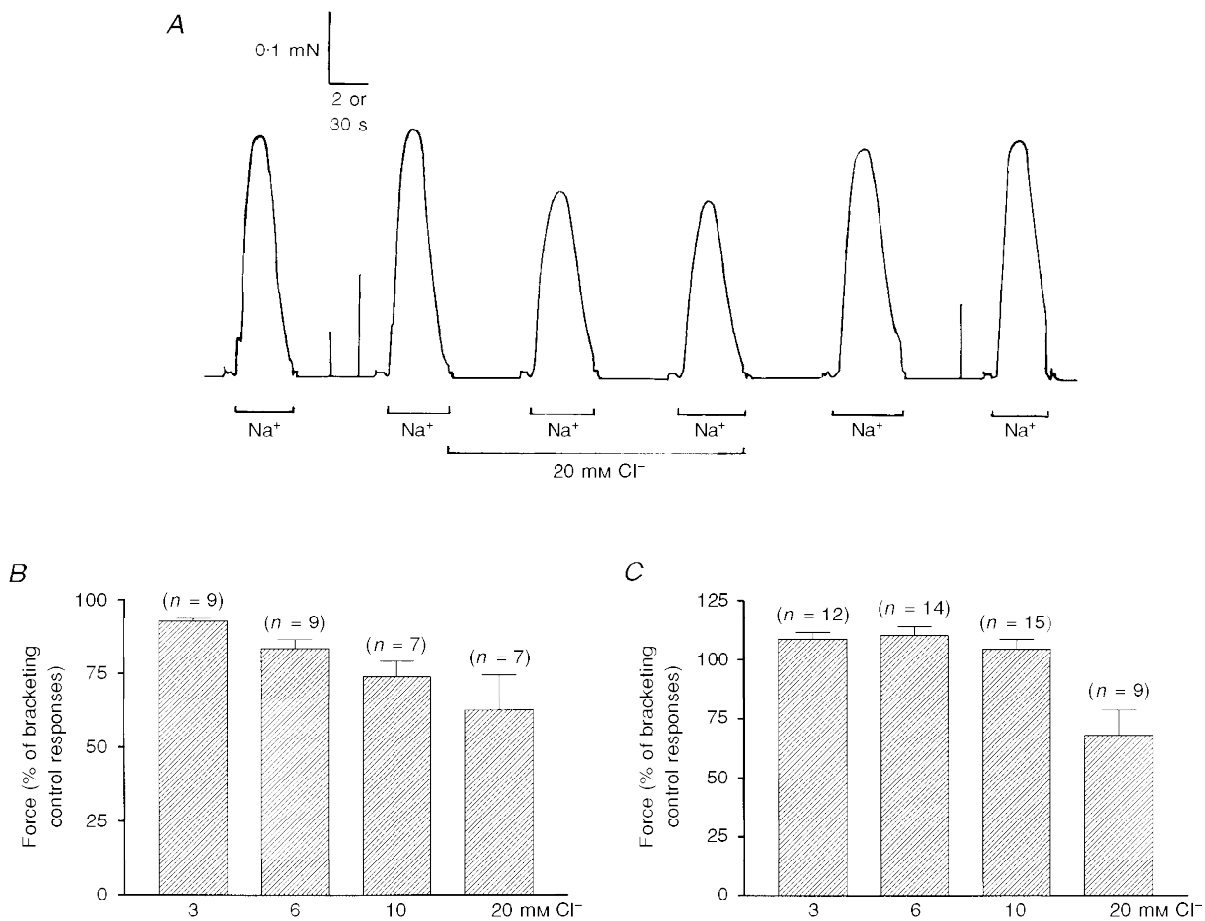 A
0·1 mN
2 or
30 s
Na⁺ Na⁺ Na⁺ Na⁺ Na⁺ Na⁺
20 mM Cl⁻
B
Force (% of bracketing
control responses)
100
75
50
25
0
(n = 9)
(n = 9)
(n = 7)
(n = 7)
3 6 10 20 mM Cl⁻
C
Force (% of bracketing
control responses)
125
100
75
50
25
0
(n = 12)
(n = 14)
(n = 15)
(n = 9)
3 6 10 20 mM Cl⁻